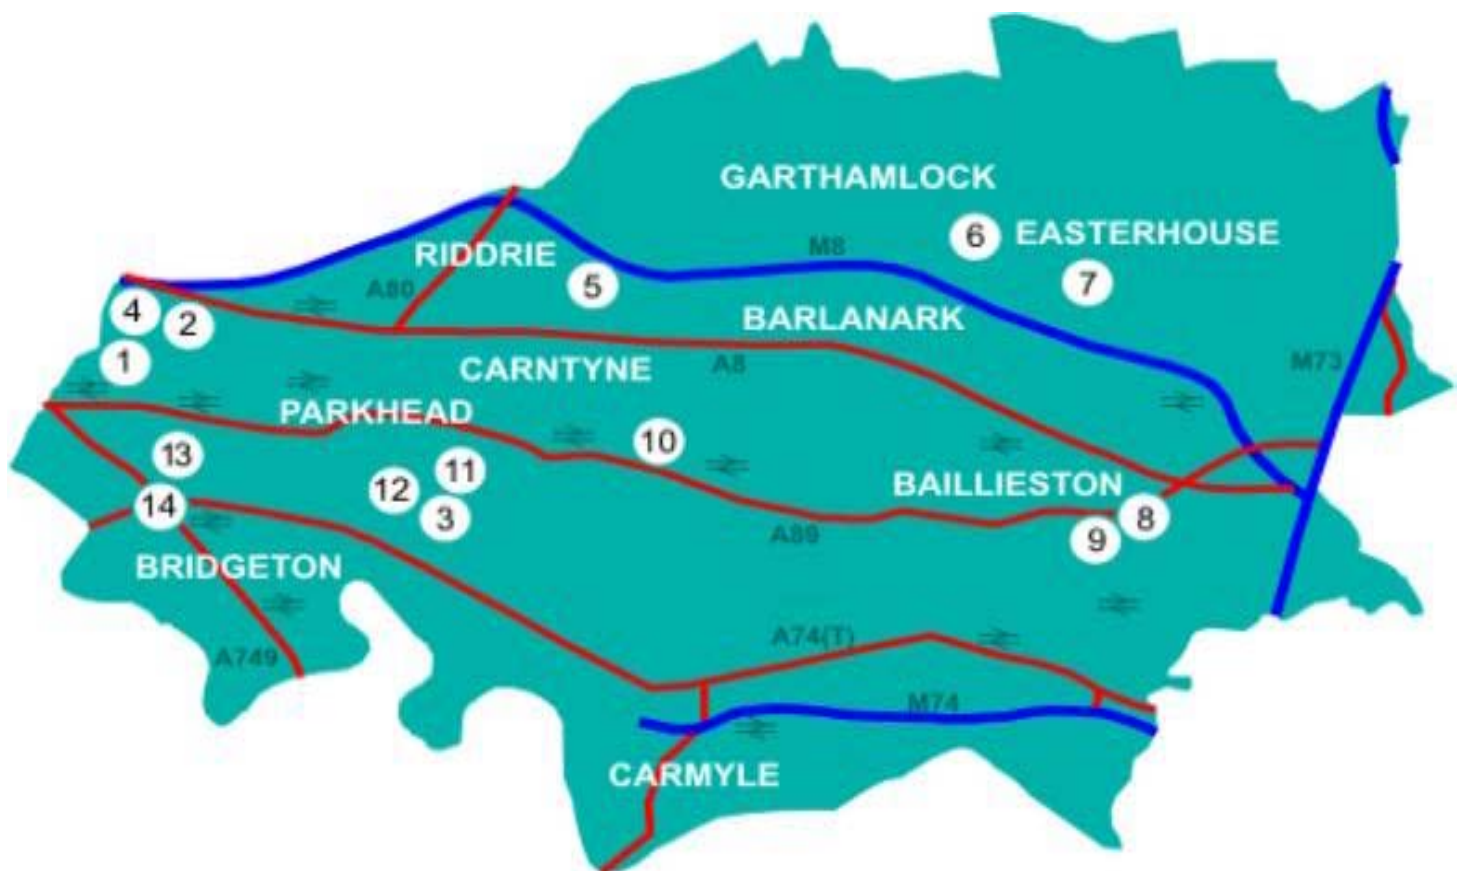 GARTHAMLOCK
6
EASTERHOUSE
RIDDRIE
M8
5
7
A80
4
2
BARLANARK
1
CARNTYNE
A8
M73
PARKHEAD
13
10
11
12
BAILLIESTON
14
3
8
A89
9
BRIDGETON
A749
A74(T)
M74
CARMYLE